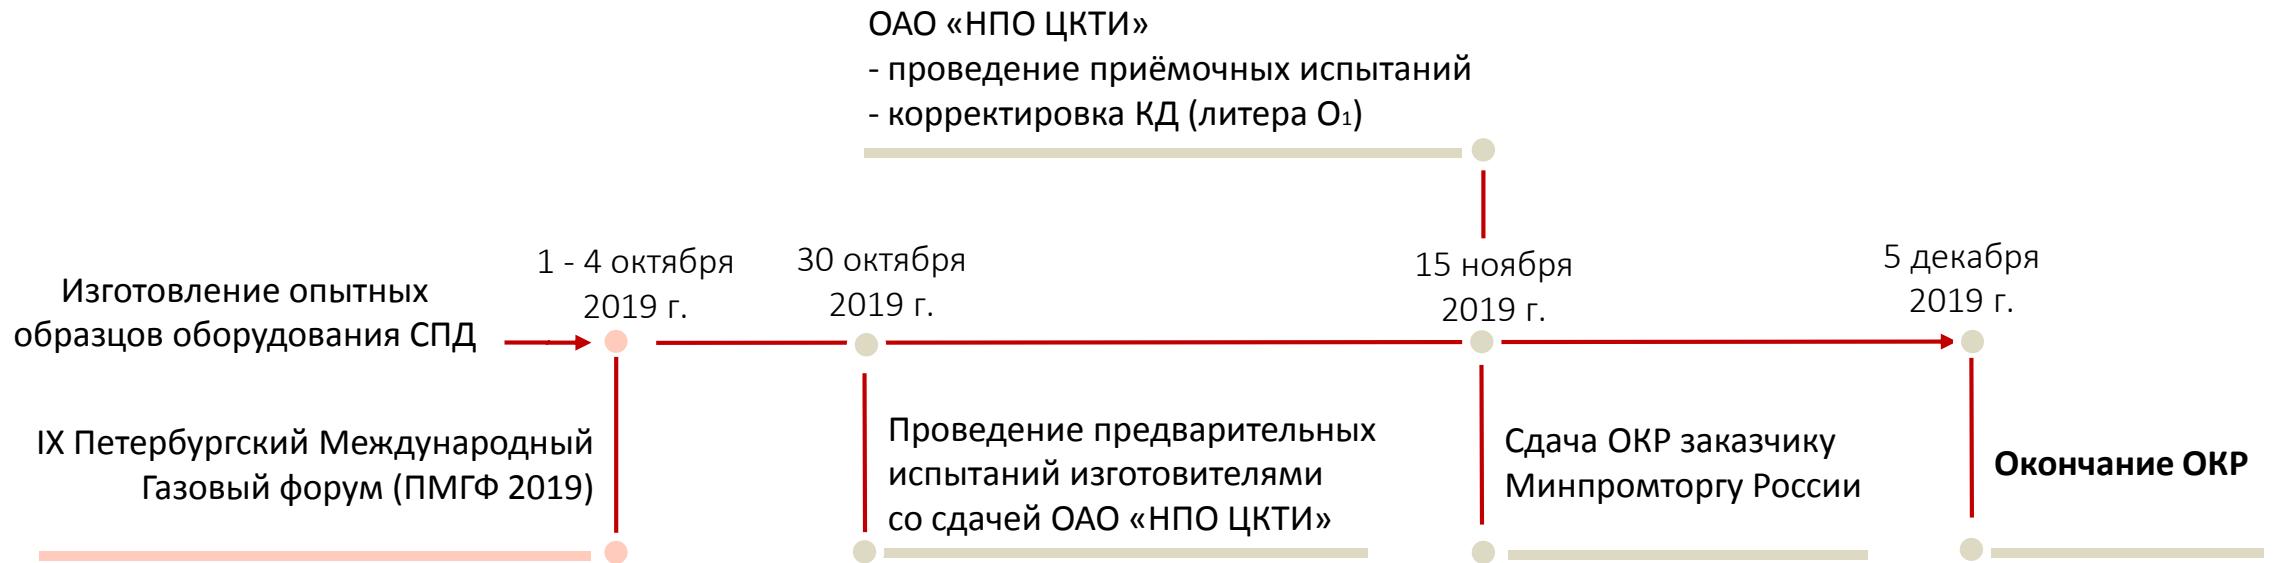 ОАО «НПО ЦКТИ»
- проведение приёмочных испытаний
- корректировка КД (литера О₁)
Изготовление опытных
образцов оборудования СПД
1 - 4 октября
2019 г.
30 октября
2019 г.
15 ноября
2019 г.
5 декабря
2019 г.
IX Петербургский Международный
Газовый форум (ПМГФ 2019)
Проведение предварительных
испытаний изготовителями
со сдачей ОАО «НПО ЦКТИ»
Сдача ОКР заказчику
Минпромторгу России
Окончание ОКР